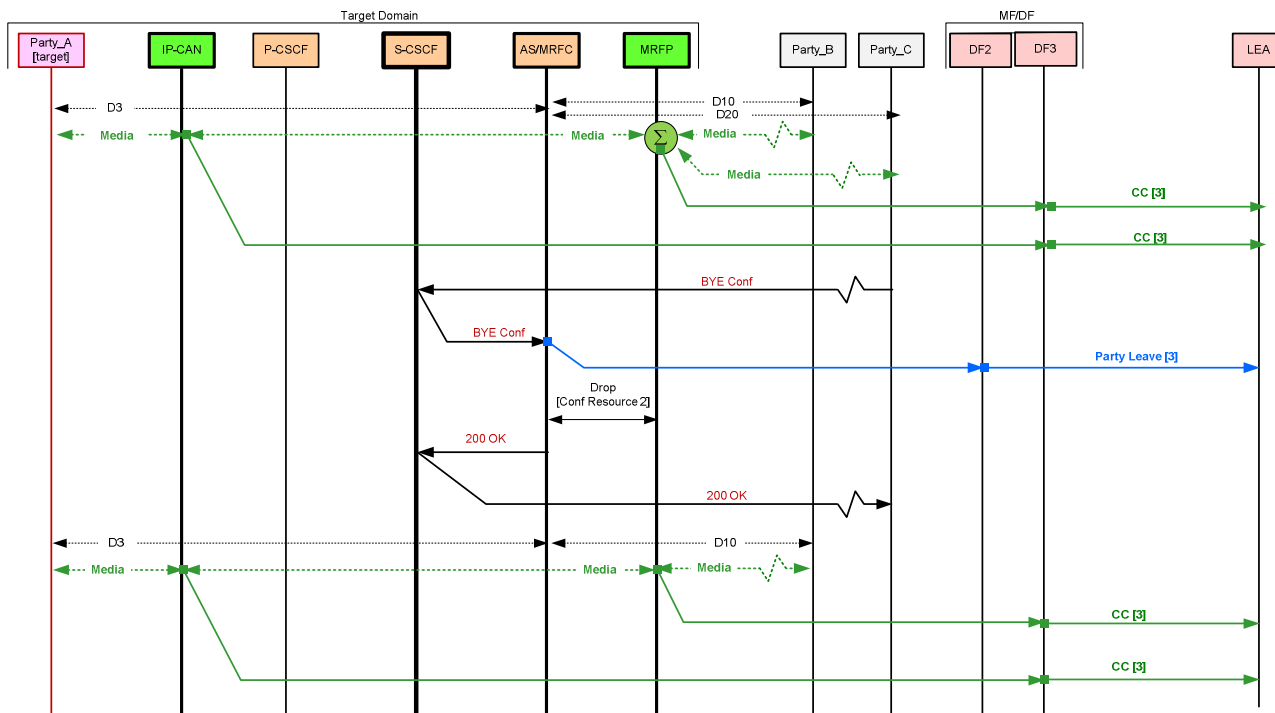 Target Domain
MF/DF
Party_A
[target]
IP-CAN
P-CSCF
S-CSCF
AS/MRFC
MRFP
Party_B
Party_C
DF2
DF3
LEA
D3
D10
D20
Media
Media
Σ
Media
Media
CC [3]
CC [3]
BYE Conf
BYE Conf
Party Leave [3]
Drop
[Conf Resource 2]
200 OK
200 OK
D3
D10
Media
Media
Media
CC [3]
CC [3]